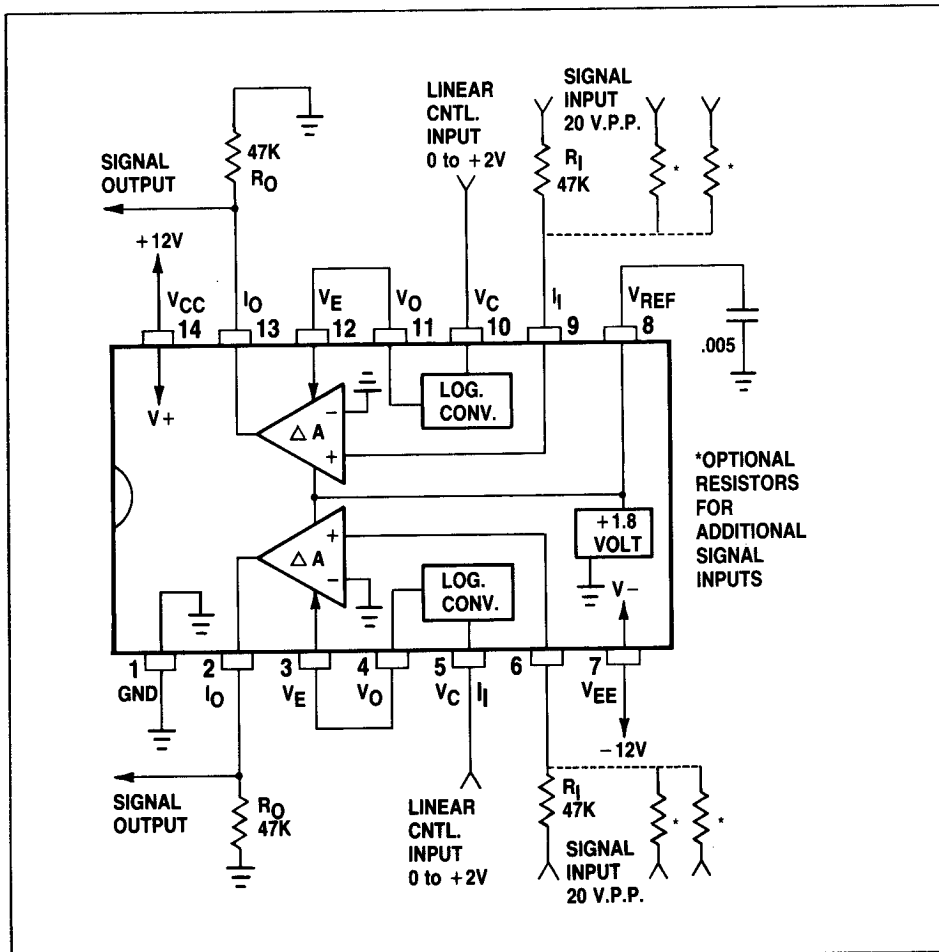 LINEAR
CNTL.
INPUT
0 to +2V
SIGNAL
INPUT
20 V.P.P.
*
*
47K
RO
SIGNAL
OUTPUT
RI
47K
+12V
VCC
IO
VE
VO
VC
II
VREF
14
13
12
11
10
9
8
.005
V+
LOG.
CONV.
−
Δ A
+
*OPTIONAL
RESISTORS
FOR
ADDITIONAL
SIGNAL
INPUTS
+1.8
VOLT
+
Δ A
−
LOG.
CONV.
V−
1
2
3
4
5
6
7
GND
IO
VE
VO
VC
II
VEE
−12V
SIGNAL
OUTPUT
RO
47K
LINEAR
CNTL.
INPUT
0 to +2V
RI
47K
SIGNAL
INPUT
20 V.P.P.
*
*